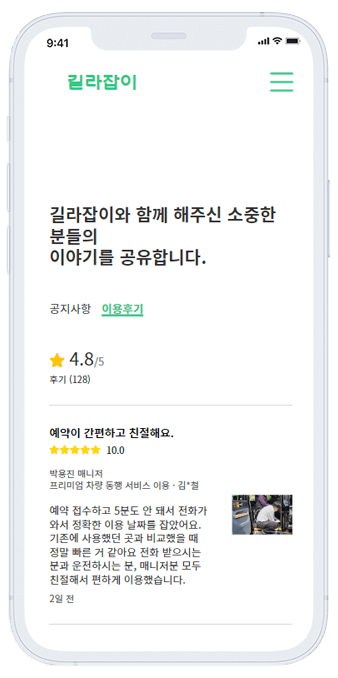 9:41
길라잡이
길라잡이와 함께 해주신 소중한
분들의
이야기를 공유합니다.
공지사항 이용후기
4.8/5
후기 (128)
예약이 간편하고 친절해요.
10.0
박용진 매니저
프리미엄 차량 동행 서비스 이용 · 김*철
예약 접수하고 5분도 안 돼서 전화가
와서 정확한 이용 날짜를 잡았어요.
기존에 사용했던 곳과 비교했을 때
정말 빠른 거 같아요 전화 받으시는
분과 운전하시는 분, 매니저분 모두
친절해서 편하게 이용했습니다.
2일 전